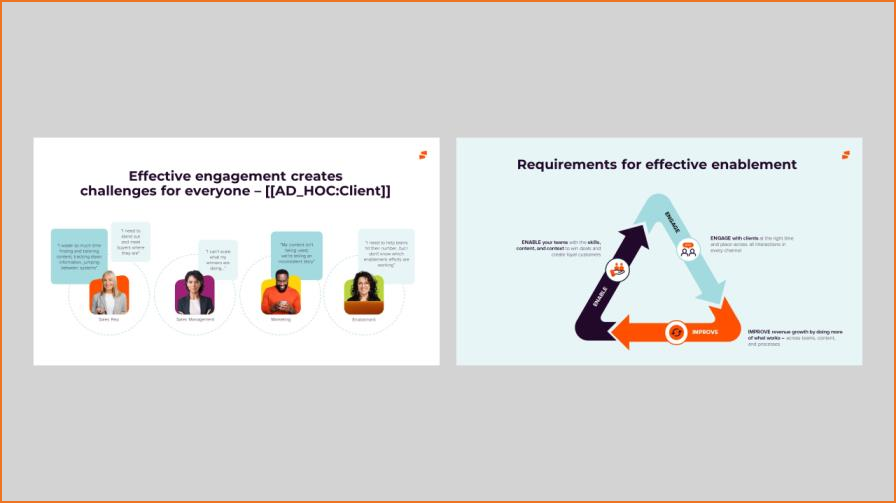 Effective engagement creates
challenges for everyone – [[AD_HOC:Client]]
"I waste so much time
finding and tailoring
content, tracking down
information, jumping
between systems"
"I need to
stand out
and meet
buyers where
they are"
Sales Rep
"I can't scale
what my
winners are
doing..."
Sales Management
"My content isn't
being used,
we're telling an
inconsistent story"
Marketing
"I need to help teams
hit their number, but I
don't know which
enablement efforts are
working"
Requirements for effective enablement
ENABLE your teams with the skills,
content, and context to win deals and
create loyal customers
ENABLE
ENGAGE
ENGAGE with clients at the right time
and place across all interactions in
every channel
IMPROVE
IMPROVE revenue growth by doing more
of what works – across teams, content,
and processes